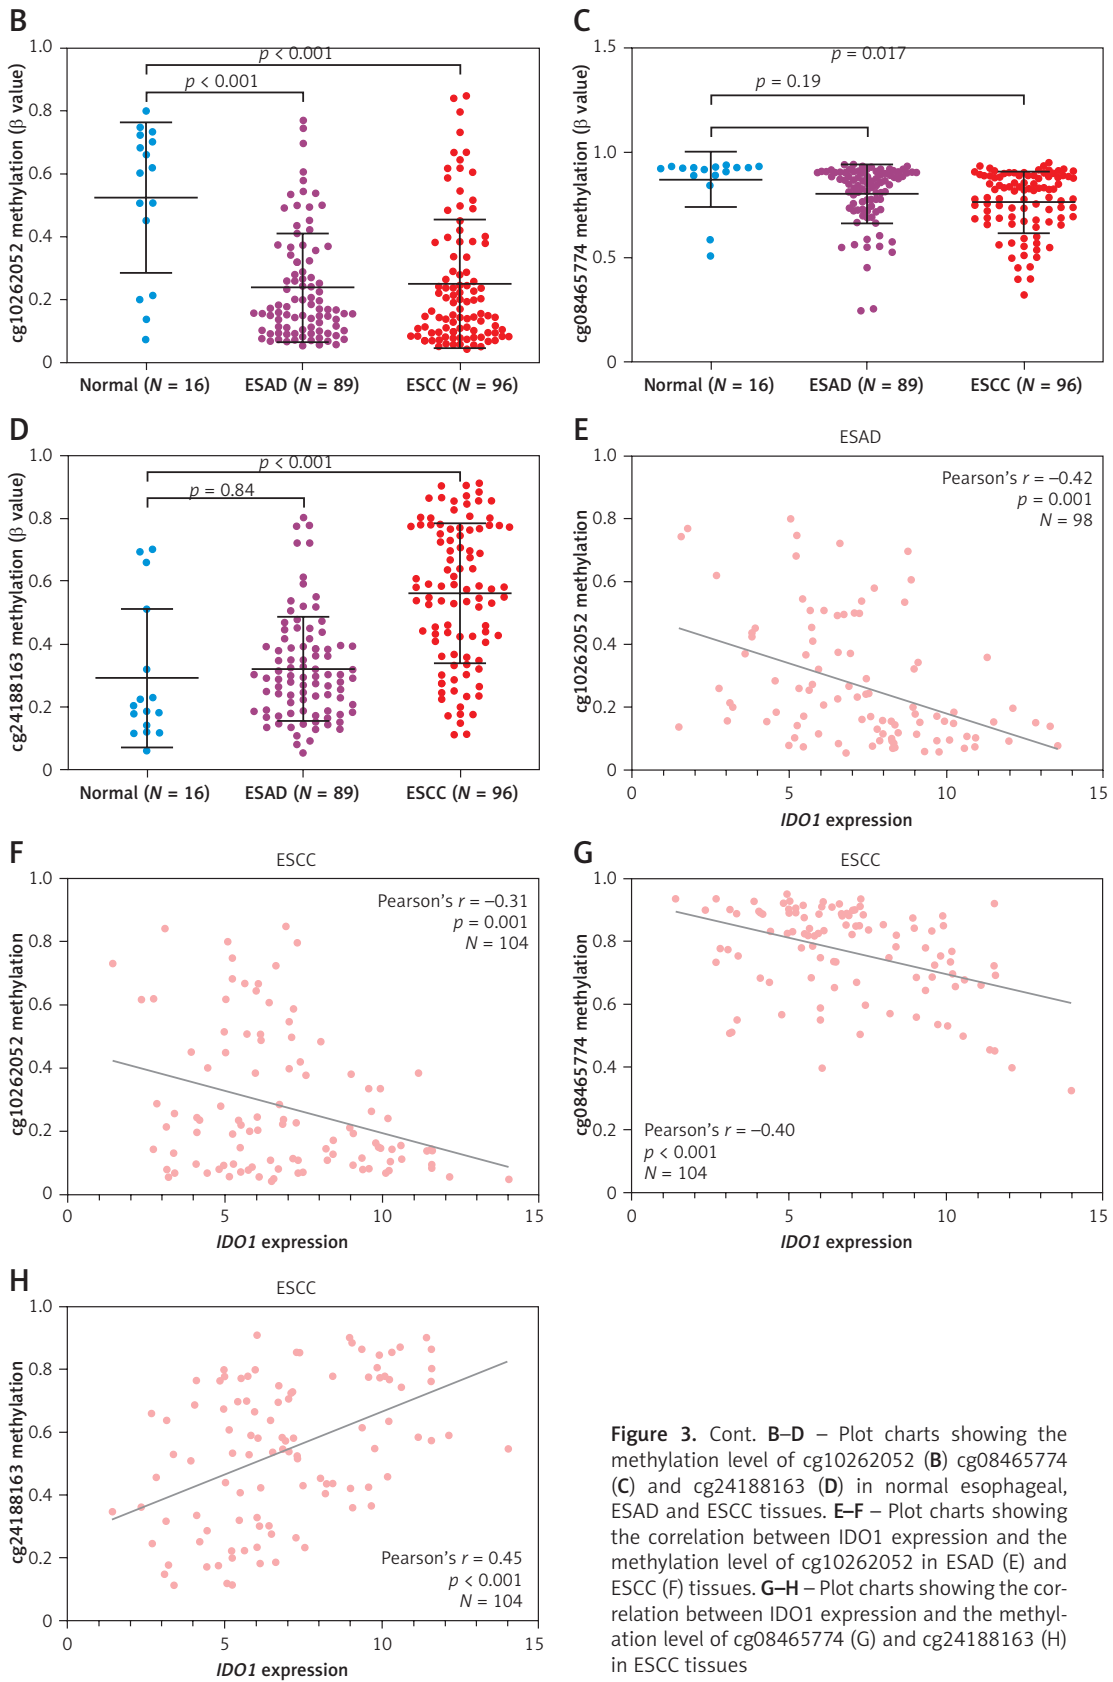 B
cg10262052 methylation (β value)
1.0
0.8
0.6
0.4
0.2
0
p < 0.001
p < 0.001
Normal (N = 16)
ESAD (N = 89)
ESCC (N = 96)
C
cg08465774 methylation (β value)
1.5
1.0
0.5
0
p = 0.017
p = 0.19
Normal (N = 16)
ESAD (N = 89)
ESCC (N = 96)
D
cg24188163 methylation (β value)
1.0
0.8
0.6
0.4
0.2
0
p < 0.001
p = 0.84
Normal (N = 16)
ESAD (N = 89)
ESCC (N = 96)
E
ESAD
cg10262052 methylation
1.0
0.8
0.6
0.4
0.2
0
Pearson's r = –0.42
p = 0.001
N = 98
0 5 10 15
IDO1 expression
F
ESCC
cg10262052 methylation
1.0
0.8
0.6
0.4
0.2
0
Pearson's r = –0.31
p = 0.001
N = 104
0 5 10 15
IDO1 expression
G
ESCC
cg08465774 methylation
1.0
0.8
0.6
0.4
0.2
0
Pearson's r = –0.40
p < 0.001
N = 104
0 5 10 15
IDO1 expression
H
ESCC
cg24188163 methylation
1.0
0.8
0.6
0.4
0.2
0
Pearson's r = 0.45
p < 0.001
N = 104
0 5 10 15
IDO1 expression
Figure 3. Cont. B–D – Plot charts showing the
methylation level of cg10262052 (B) cg08465774
(C) and cg24188163 (D) in normal esophageal,
ESAD and ESCC tissues. E–F – Plot charts showing
the correlation between IDO1 expression and the
methylation level of cg10262052 in ESAD (E) and
ESCC (F) tissues. G–H – Plot charts showing the cor-
relation between IDO1 expression and the methyl-
ation level of cg08465774 (G) and cg24188163 (H)
in ESCC tissues